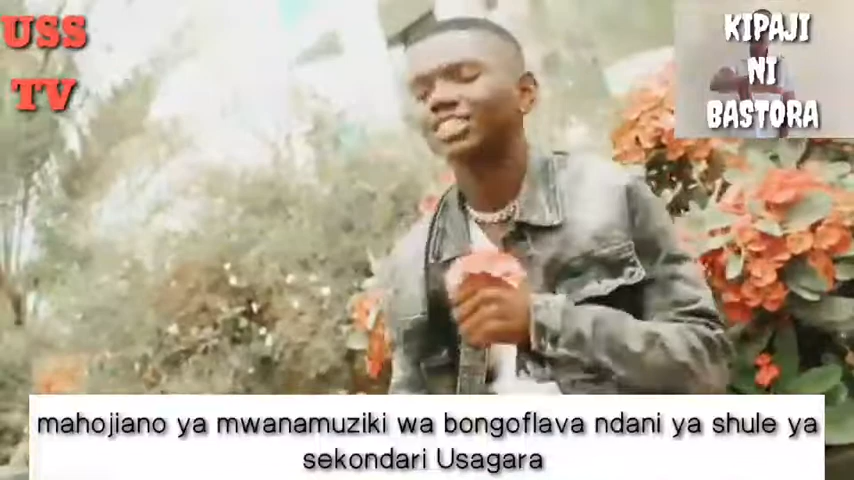 USS
TV
KIPAJI
NI
BASTORA
mahojiano ya mwanamuziki wa bongoflava ndani ya shule ya
sekondari Usagara